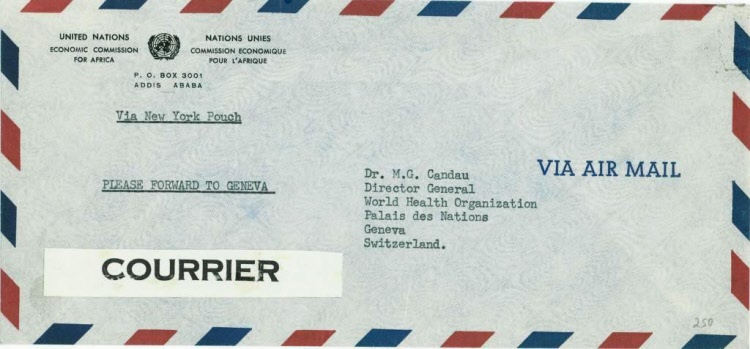 UNITED NATIONS
ECONOMIC COMMISSION
FOR AFRICA
NATIONS UNIES
COMMISSION ECONOMIQUE
POUR L'AFRIQUE
P. O. BOX 3001
ADDIS ABABA
Via New York Pouch
PLEASE FORWARD TO GENEVA
Dr. M.G. Candau
Director General
World Health Organization
Palais des Nations
Geneva
Switzerland.
VIA AIR MAIL
COURRIER
250